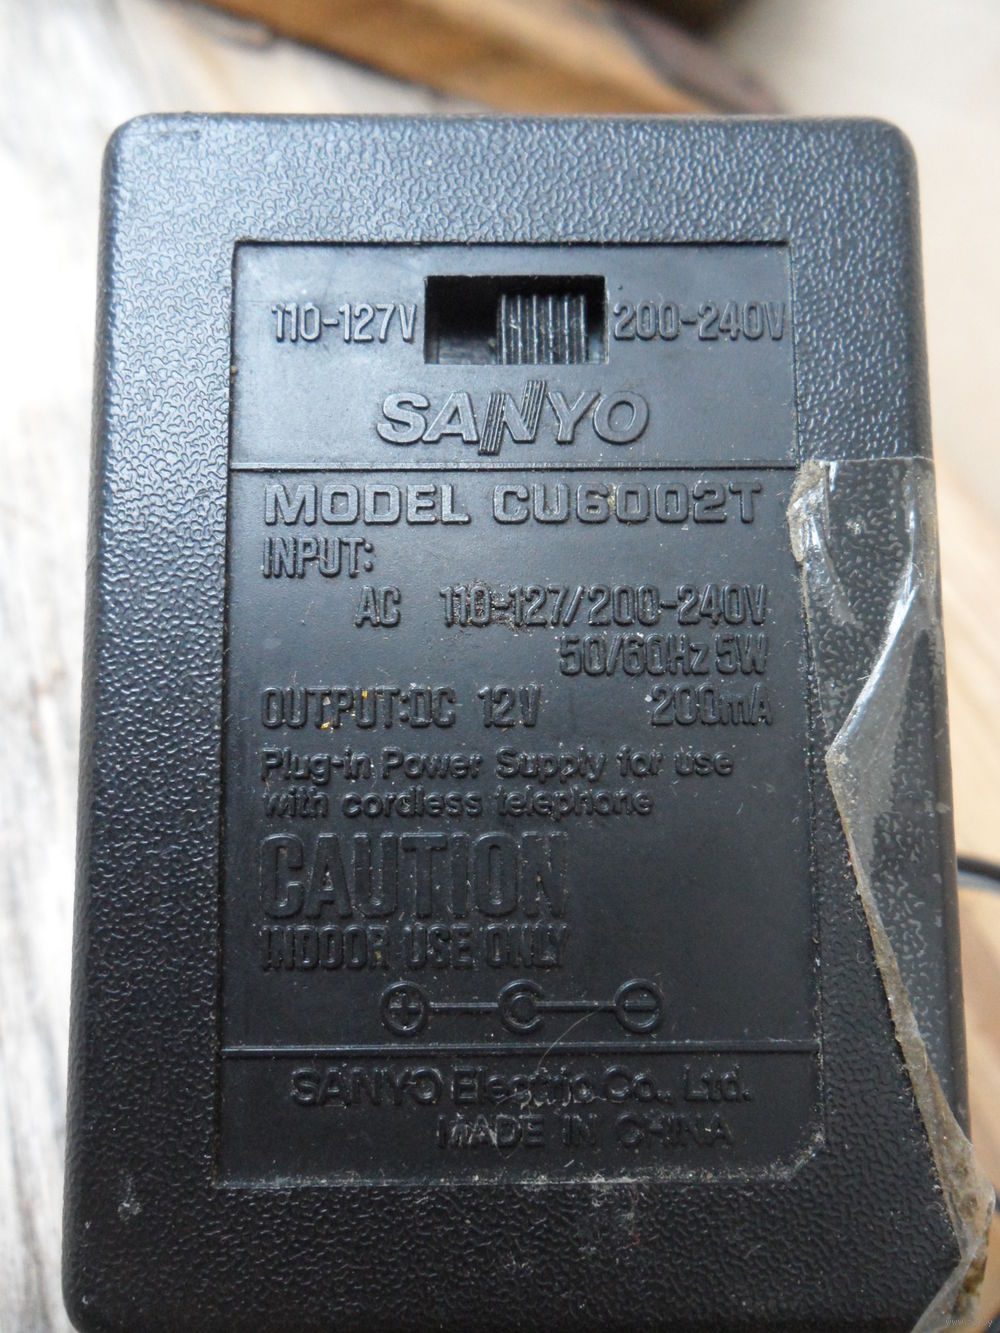 110-127V 200-240V
SANYO
MODEL CU6002T
INPUT:
AC 110-127/200-240V
50/60Hz 5W
OUTPUT:DC 12V 200mA
Plug-in Power Supply for use
with cordless telephone
CAUTION
INDOOR USE ONLY
SANYO Electric Co., Ltd.
MADE IN CHINA